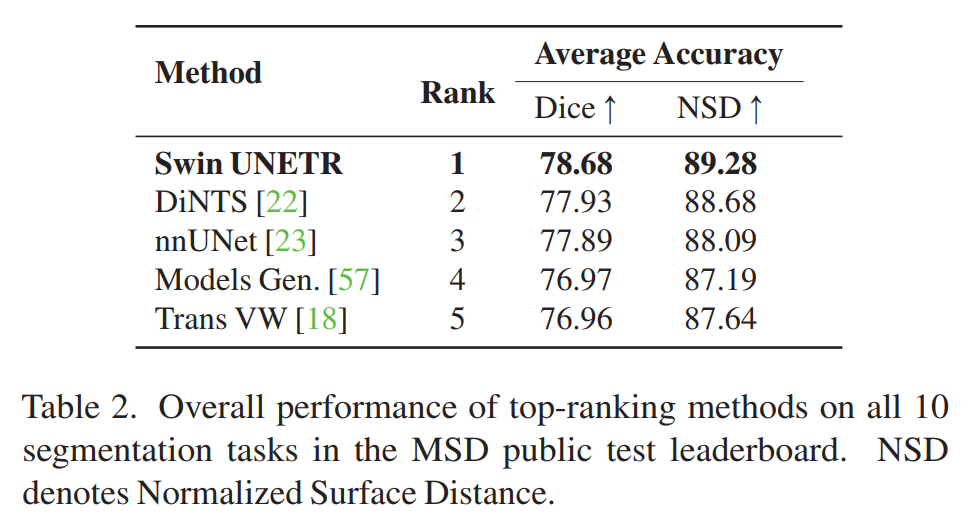 Method Rank Average Accuracy
Dice ↑ NSD ↑
Swin UNETR 1 78.68 89.28
DiNTS [22] 2 77.93 88.68
nnUNet [23] 3 77.89 88.09
Models Gen. [57] 4 76.97 87.19
Trans VW [18] 5 76.96 87.64
Table 2. Overall performance of top-ranking methods on all 10
segmentation tasks in the MSD public test leaderboard. NSD
denotes Normalized Surface Distance.